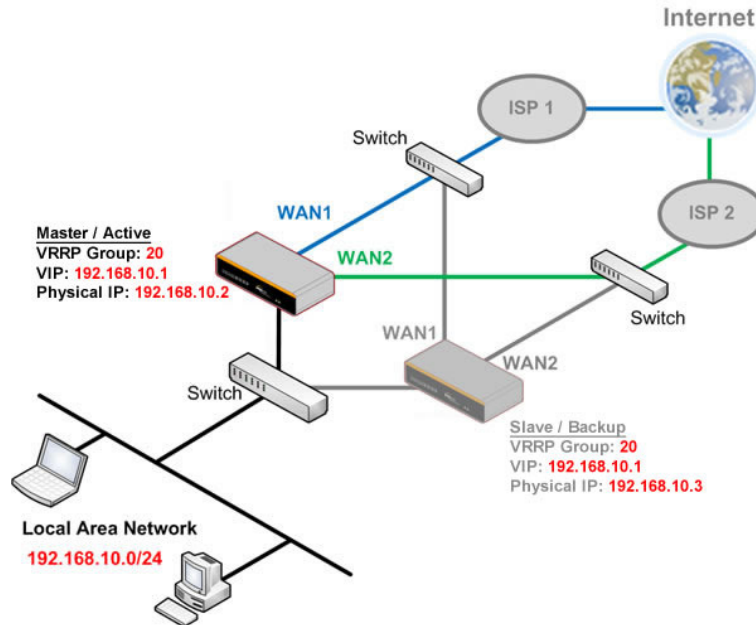 Internet
ISP 1
Switch
WAN1
ISP 2
Master / Active
VRRP Group: 20
VIP: 192.168.10.1
Physical IP: 192.168.10.2
WAN2
Switch
WAN1
WAN2
Switch
Slave / Backup
VRRP Group: 20
VIP: 192.168.10.1
Physical IP: 192.168.10.3
Local Area Network
192.168.10.0/24